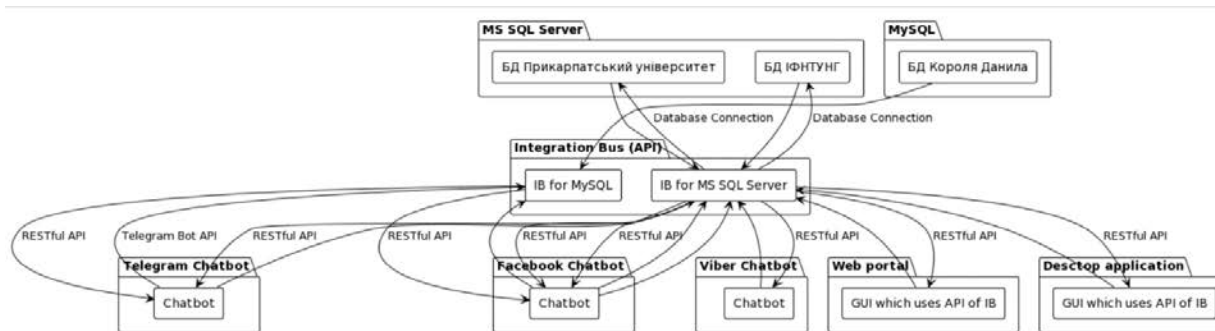 MS SQL Server
MySQL
БД Прикарпатський університет
БД ІФНТУНГ
БД Короля Данила
Database Connection
Database Connection
Integration Bus (API)
IB for MySQL
IB for MS SQL Server
RESTful API
Telegram Bot API
RESTful API
RESTful API
RESTful API
RESTful API
RESTful API
RESTful API
RESTful API
Telegram Chatbot
Facebook Chatbot
Viber Chatbot
Web portal
Desctop application
Chatbot
Chatbot
Chatbot
GUI which uses API of IB
GUI which uses API of IB